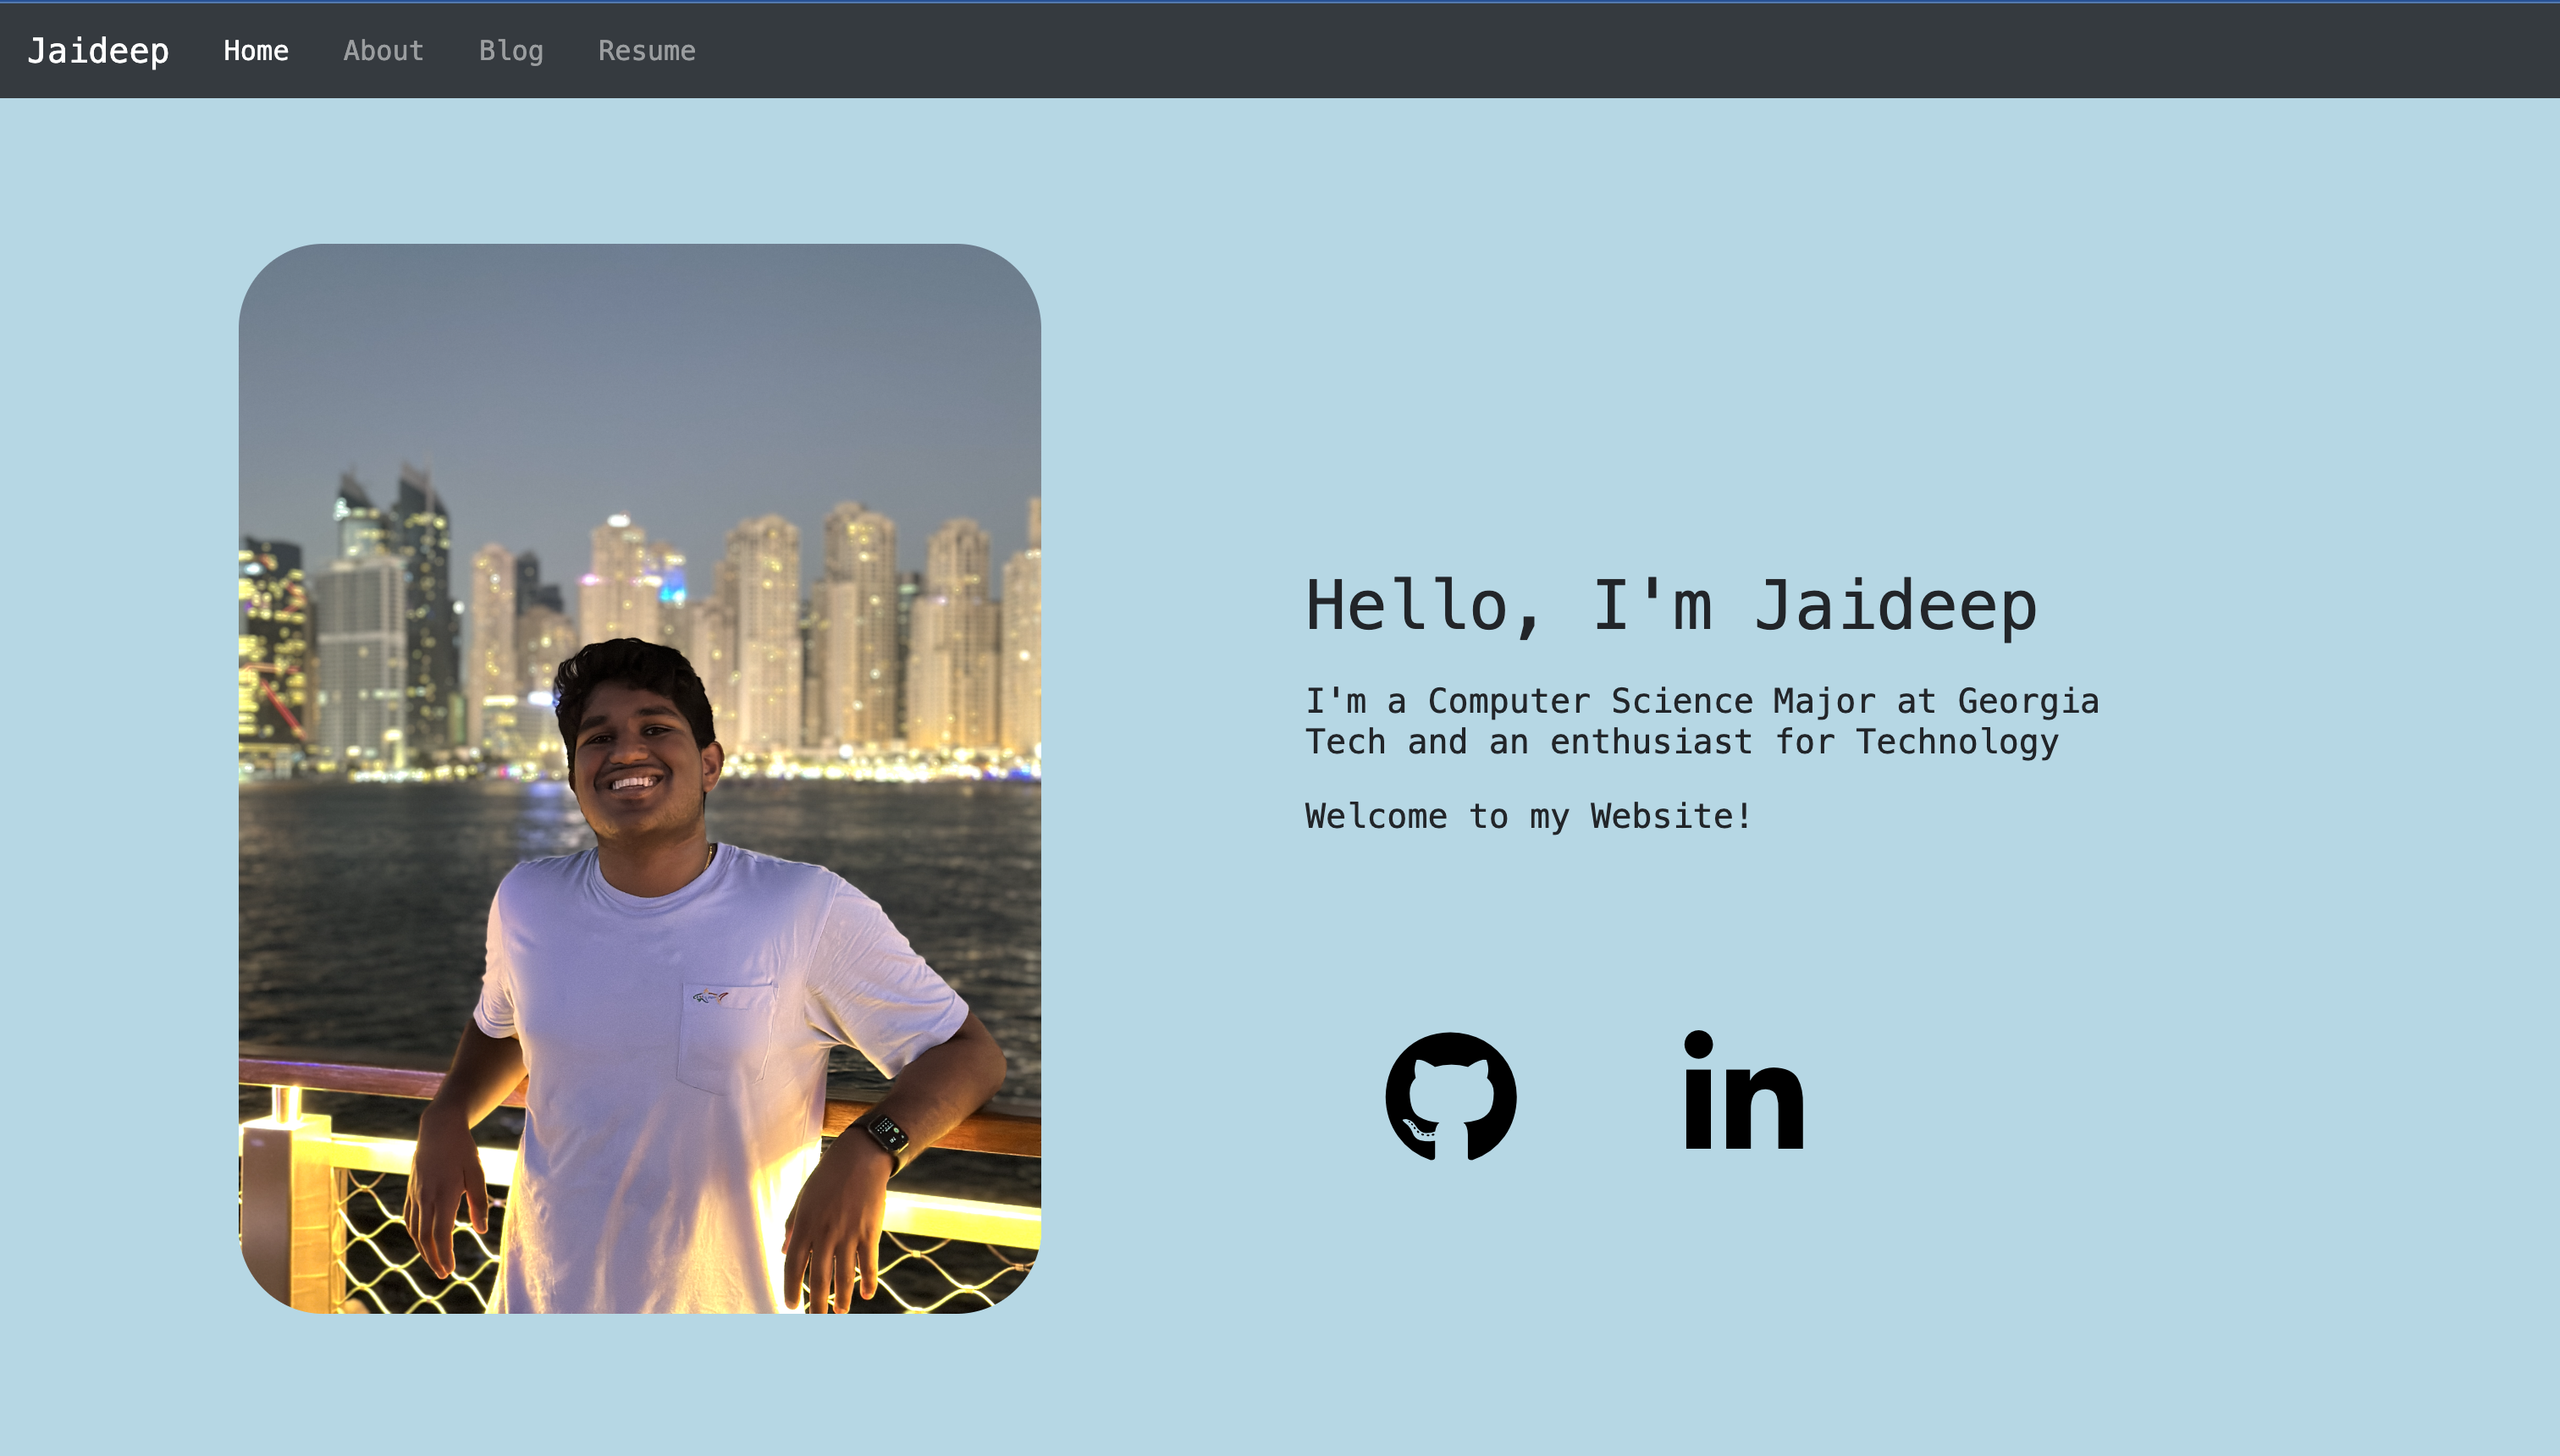 Jaideep Home About Blog Resume
Hello, I'm Jaideep
I'm a Computer Science Major at Georgia
Tech and an enthusiast for Technology
Welcome to my Website!
in